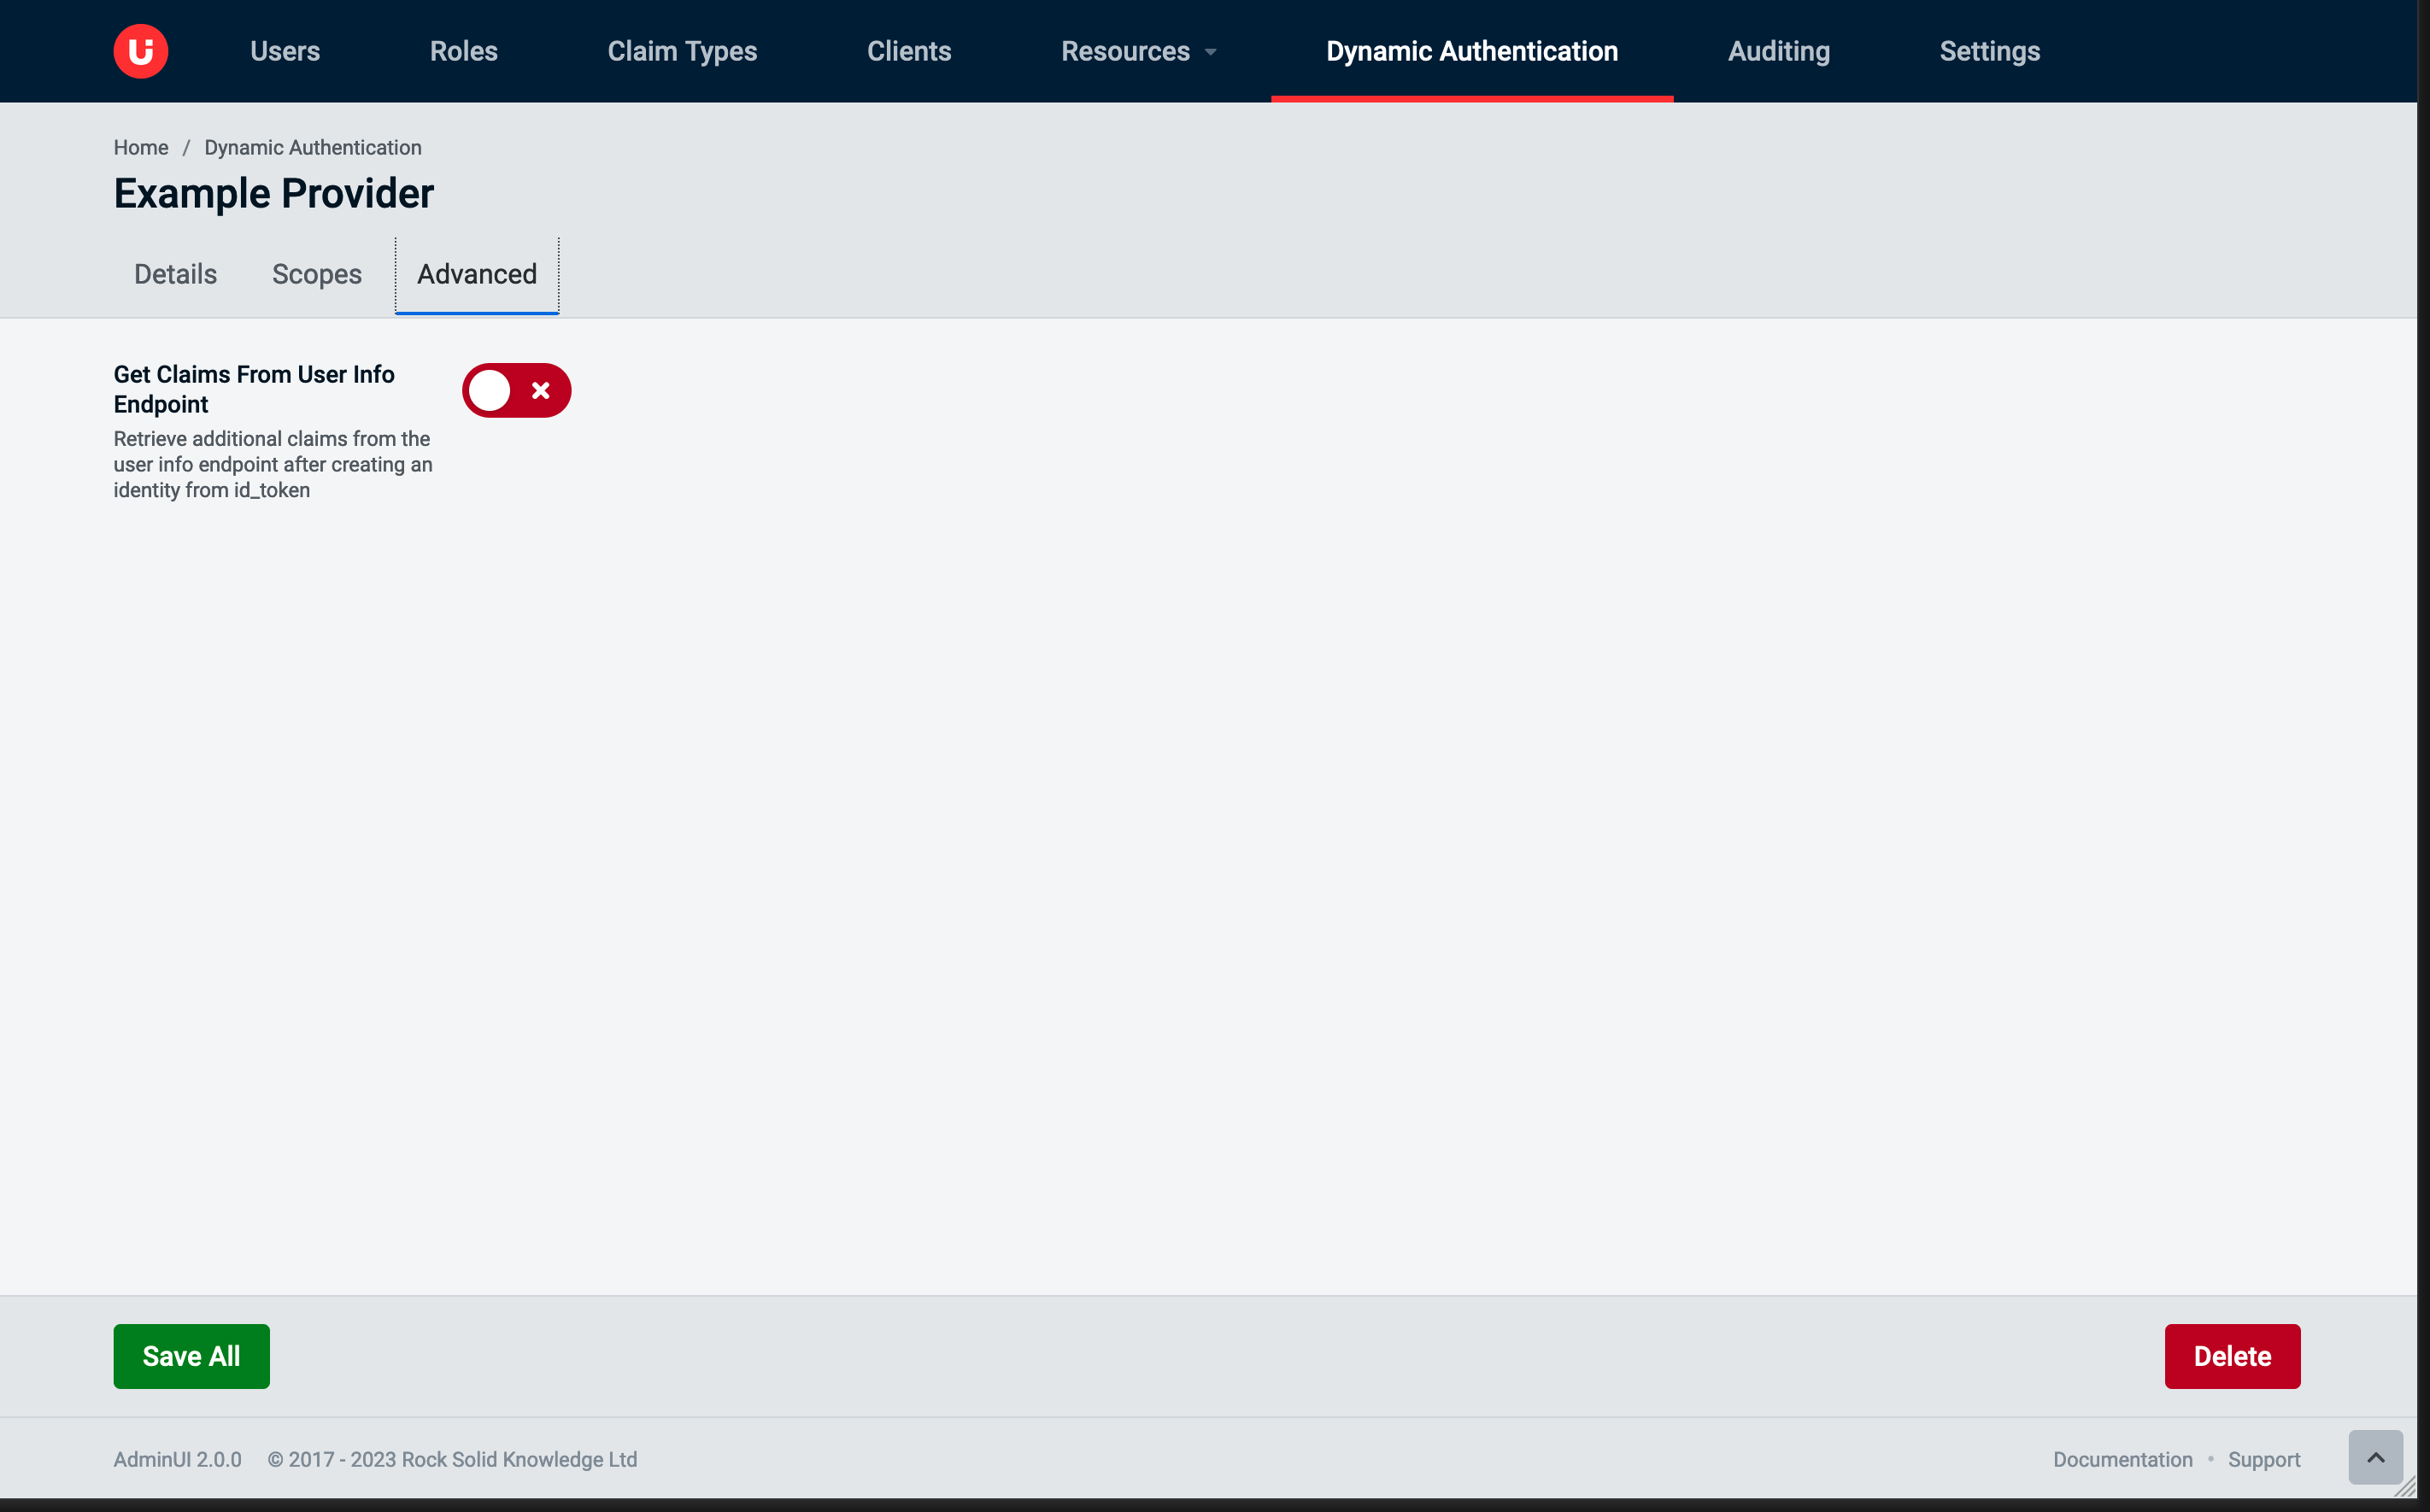 Users Roles Claim Types Clients Resources Dynamic Authentication Auditing Settings
Home / Dynamic Authentication
Example Provider
Details Scopes Advanced
Get Claims From User Info
Endpoint
Retrieve additional claims from the
user info endpoint after creating an
identity from id_token
Save All Delete
AdminUI 2.0.0 © 2017 - 2023 Rock Solid Knowledge Ltd Documentation • Support